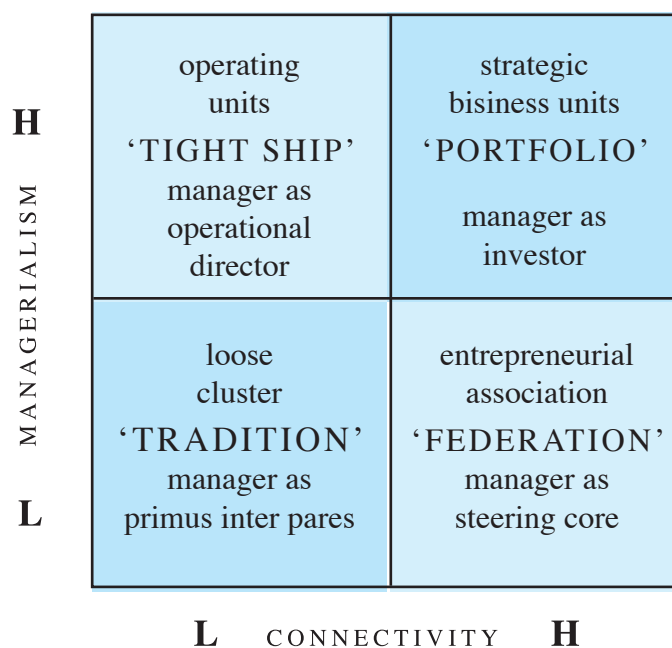 operating
units
‘TIGHT SHIP’
manager as
operational
director
strategic
bisiness units
‘PORTFOLIO’
manager as
investor
H
MANAGERIALISM
L
loose
cluster
‘TRADITION’
manager as
primus inter pares
entrepreneurial
association
‘FEDERATION’
manager as
steering core
L CONNECTIVITY H